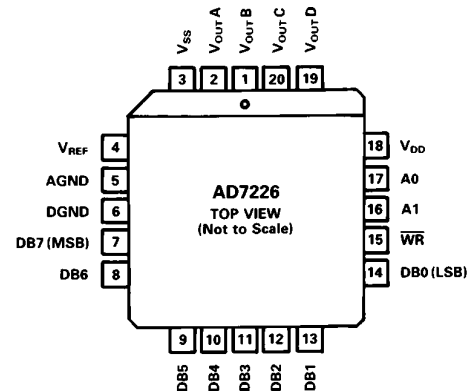 VSS
VOUT A
VOUT B
VOUT C
VOUT D
3 2 1 20 19
VREF 4
AGND 5
DGND 6
DB7 (MSB) 7
DB6 8
AD7226
TOP VIEW
(Not to Scale)
18 VDD
17 A0
16 A1
15 WR
14 DB0 (LSB)
9 10 11 12 13
DB5
DB4
DB3
DB2
DB1